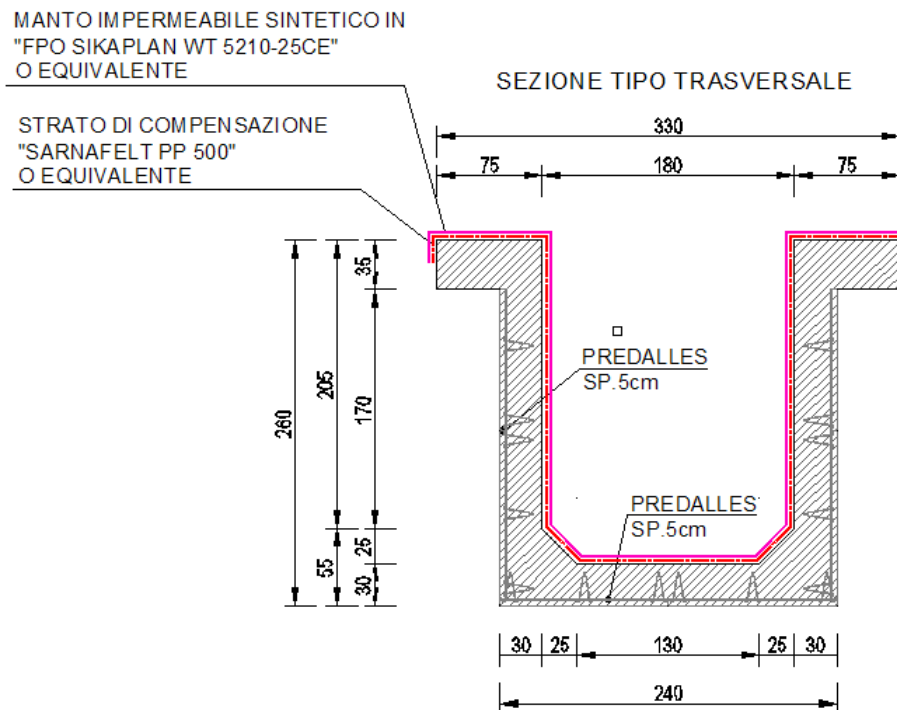 MANTO IMPERMEABILE SINTETICO IN
"FPO SIKAPLAN WT 5210-25CE"
O EQUIVALENTE
SEZIONE TIPO TRASVERSALE
STRATO DI COMPENSAZIONE
"SARNAFELT PP 500"
O EQUIVALENTE
330
75 180 75
35
205
170
260
PREDALLES
SP.5cm
PREDALLES
SP.5cm
25
55
30
30 25 130 25 30
240